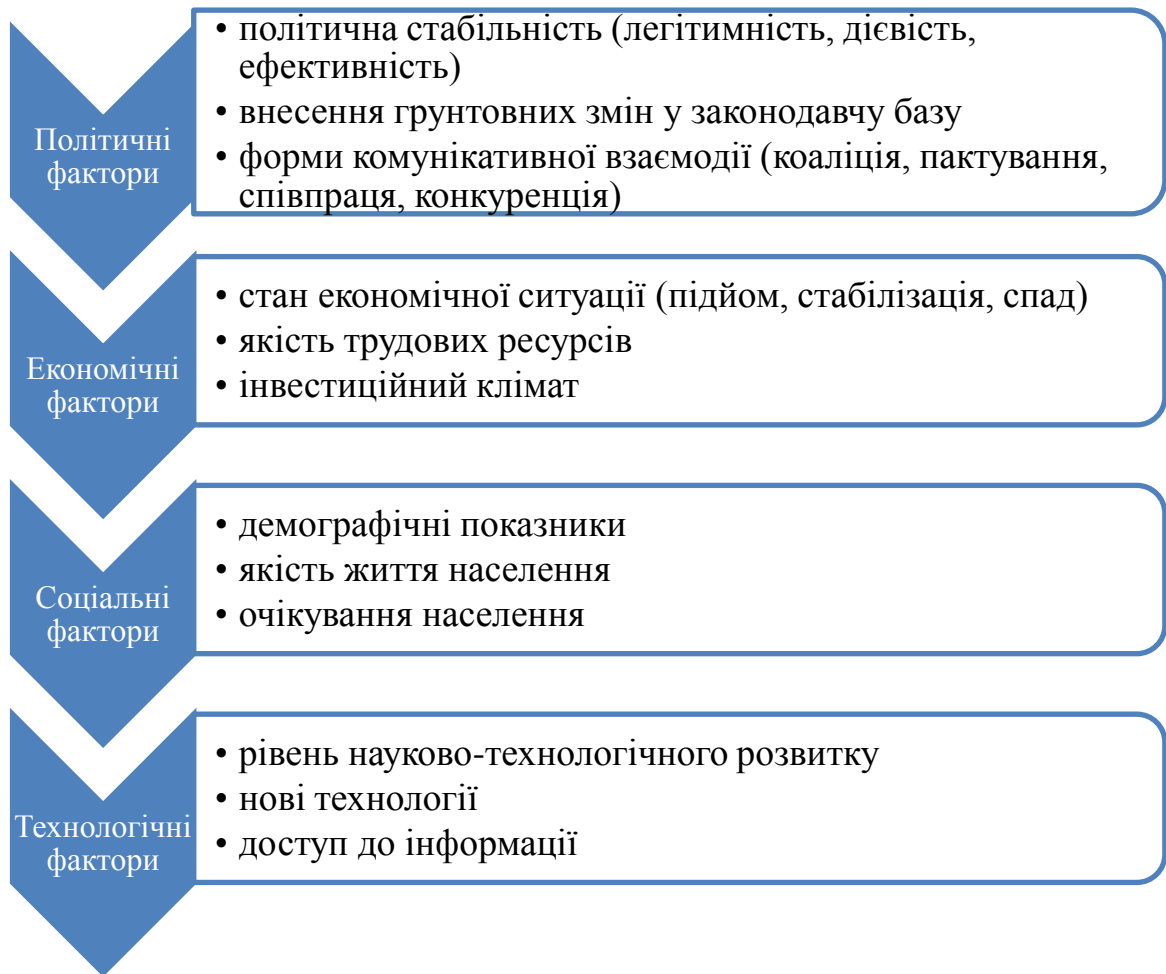 Політичні
фактори
• політична стабільність (легітимність, дієвість,
ефективність)
• внесення грунтовних змін у законодавчу базу
• форми комунікативної взаємодії (коаліція, пактування,
співпраця, конкуренція)
Економічні
фактори
• стан економічної ситуації (підйом, стабілізація, спад)
• якість трудових ресурсів
• інвестиційний клімат
Соціальні
фактори
• демографічні показники
• якість життя населення
• очікування населення
Технологічні
фактори
• рівень науково-технологічного розвитку
• нові технології
• доступ до інформації